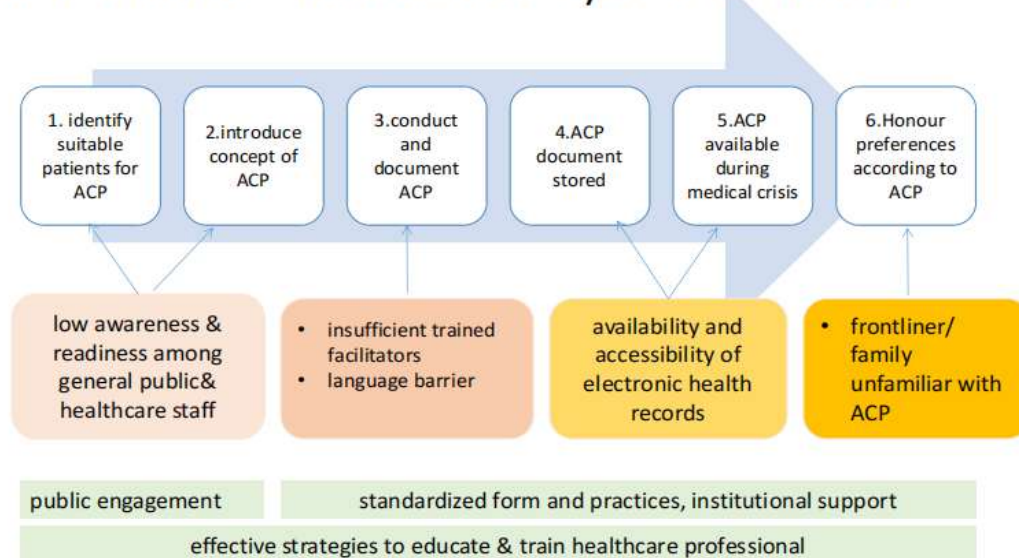 1. identify
suitable
patients for
ACP
2.introduce
concept of
ACP
3.conduct
and
document
ACP
4.ACP
document
stored
5.ACP
available
during
medical crisis
6.Honour
preferences
according to
ACP
low awareness &
readiness among
general public&
healthcare staff
• insufficient trained
facilitators
• language barrier
availability and
accessibility of
electronic health
records
• frontliner/
family
unfamiliar with
ACP
public engagement
standardized form and practices, institutional support
effective strategies to educate & train healthcare professional